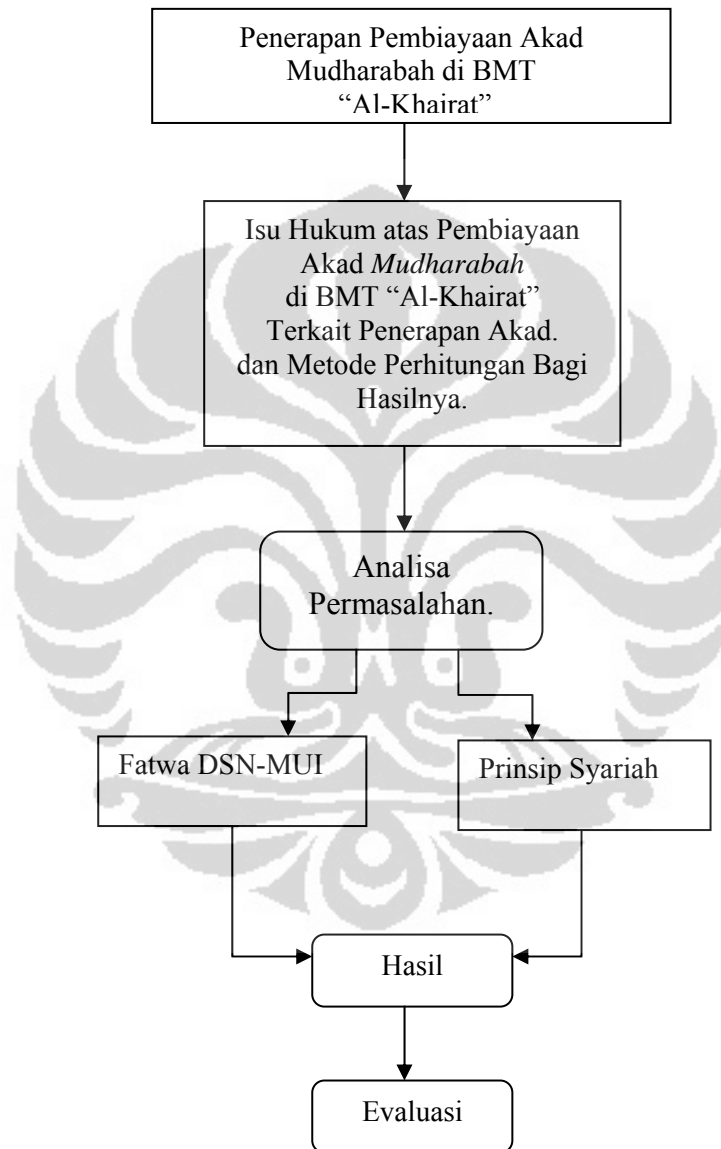 Penerapan Pembiayaan Akad
Mudharabah di BMT
“Al-Khairat”
Isu Hukum atas Pembiayaan
Akad Mudharabah
di BMT “Al-Khairat”
Terkait Penerapan Akad.
dan Metode Perhitungan Bagi
Hasilnya.
Analisa
Permasalahan.
Fatwa DSN-MUI
Prinsip Syariah
Hasil
Evaluasi